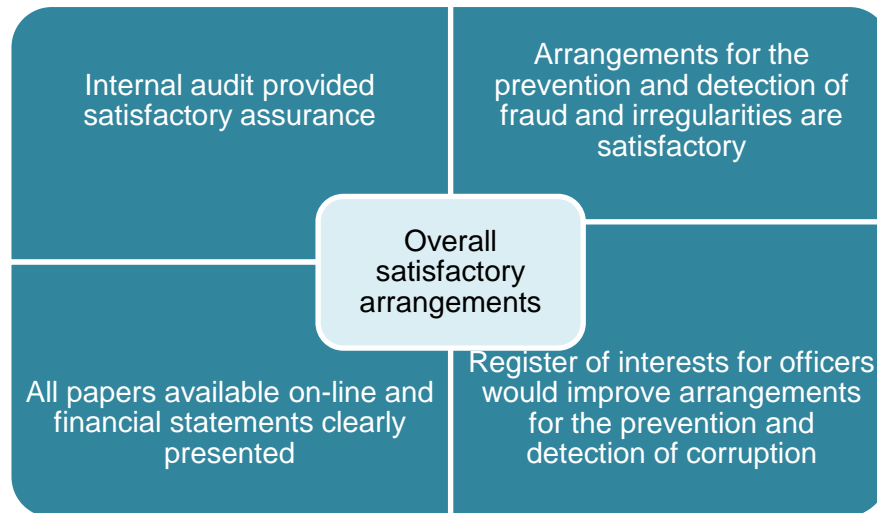 Internal audit provided
satisfactory assurance
Arrangements for the
prevention and detection of
fraud and irregularities are
satisfactory
Overall
satisfactory
arrangements
All papers available on-line and
financial statements clearly
presented
Register of interests for officers
would improve arrangements
for the prevention and
detection of corruption